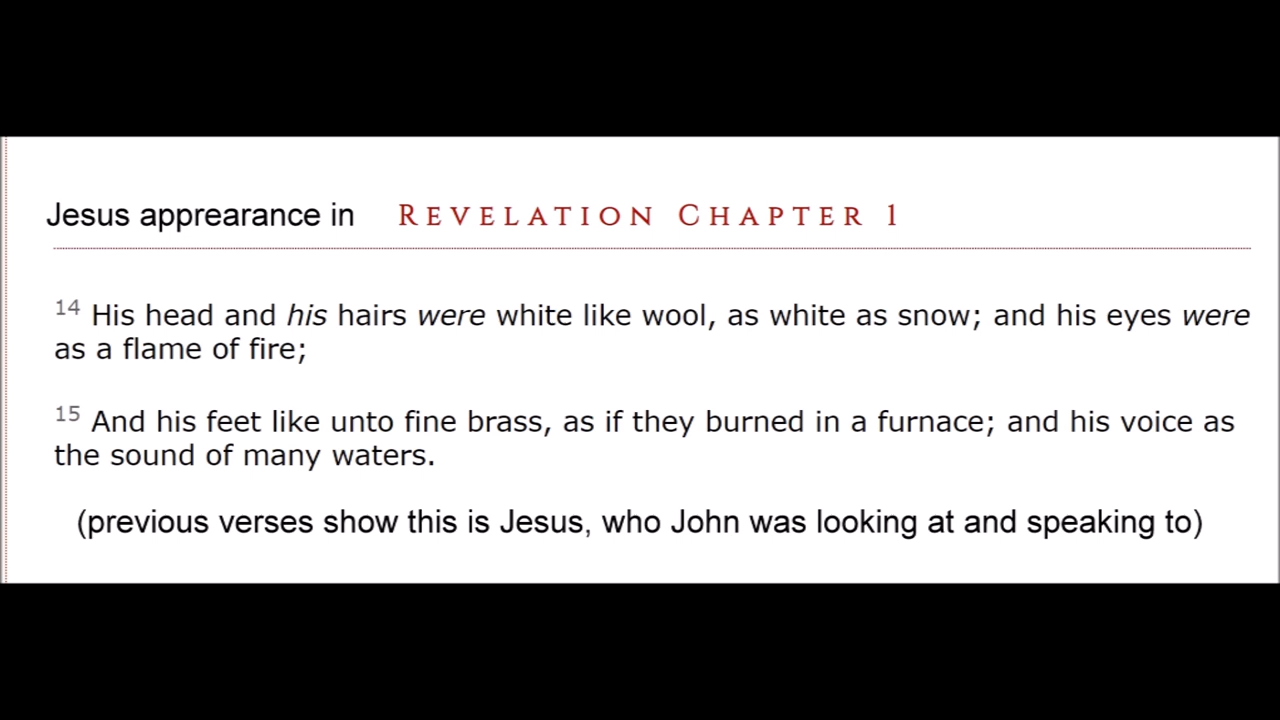 Jesus apprearance in REVELATION CHAPTER 1
14 His head and his hairs were white like wool, as white as snow; and his eyes were
as a flame of fire;
15 And his feet like unto fine brass, as if they burned in a furnace; and his voice as
the sound of many waters.
(previous verses show this is Jesus, who John was looking at and speaking to)